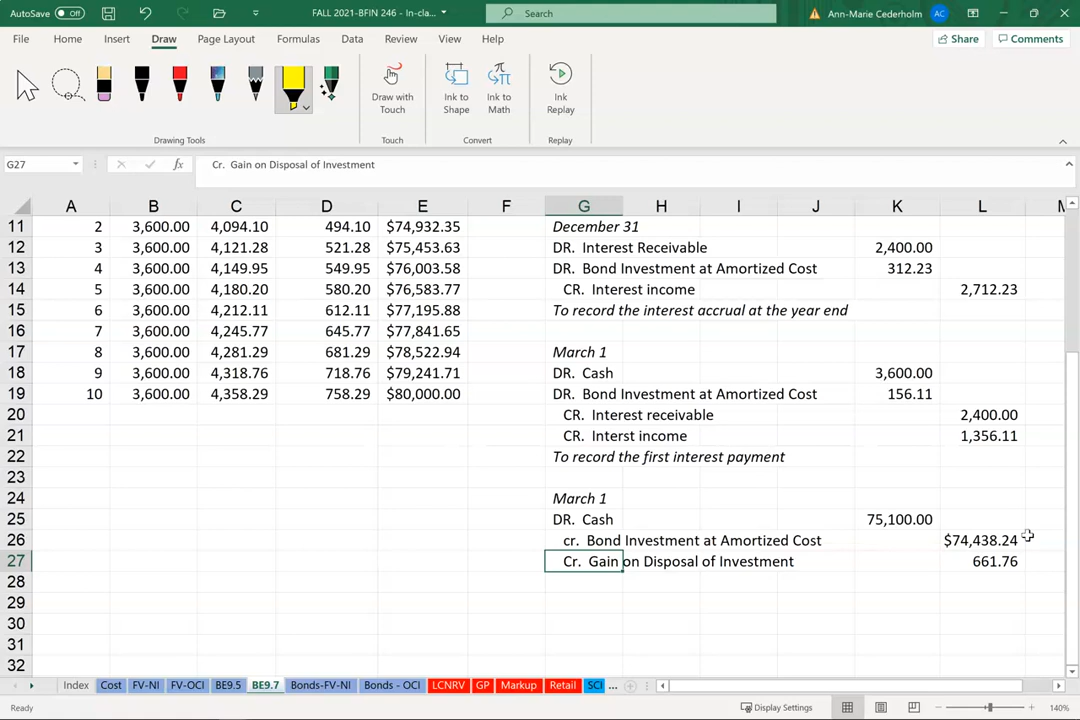 AutoSave Off FALL 2021-BFIN 246 - In-cla... Search Ann-Marie Cederholm AC
File Home Insert Draw Page Layout Formulas Data Review View Help Share Comments
Draw with Touch
Ink to Shape
Ink to Math
Ink Replay
Drawing Tools Touch Convert Replay
G27 fx Cr. Gain on Disposal of Investment
A B C D E F G H I J K L M
11 2 3,600.00 4,094.10 494.10 $74,932.35 December 31
12 3 3,600.00 4,121.28 521.28 $75,453.63 DR. Interest Receivable 2,400.00
13 4 3,600.00 4,149.95 549.95 $76,003.58 DR. Bond Investment at Amortized Cost 312.23
14 5 3,600.00 4,180.20 580.20 $76,583.77 CR. Interest income 2,712.23
15 6 3,600.00 4,212.11 612.11 $77,195.88 To record the interest accrual at the year end
16 7 3,600.00 4,245.77 645.77 $77,841.65
17 8 3,600.00 4,281.29 681.29 $78,522.94 March 1
18 9 3,600.00 4,318.76 718.76 $79,241.71 DR. Cash 3,600.00
19 10 3,600.00 4,358.29 758.29 $80,000.00 DR. Bond Investment at Amortized Cost 156.11
20 CR. Interest receivable 2,400.00
21 CR. Interst income 1,356.11
22 To record the first interest payment
23
24 March 1
25 DR. Cash 75,100.00
26 cr. Bond Investment at Amortized Cost $74,438.24
27 Cr. Gain on Disposal of Investment 661.76
28
29
30
31
32
Index Cost FV-NI FV-OCI BE9.5 BE9.7 Bonds-FV-NI Bonds - OCI LCNRV GP Markup Retail SCI ...
Ready Display Settings 140%